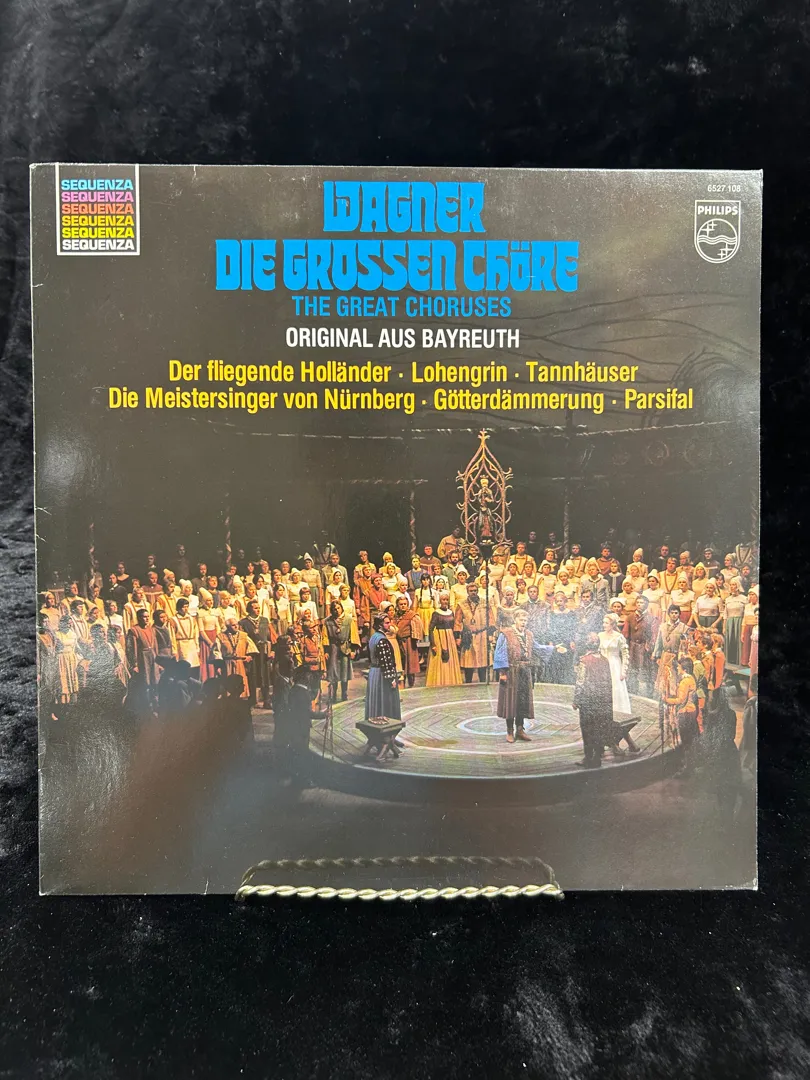 SEQUENZA
SEQUENZA
SEQUENZA
SEQUENZA
SEQUENZA
SEQUENZA
6527 108
PHILIPS
WAGNER
DIE GROSSEN CHÖRE
THE GREAT CHORUSES
ORIGINAL AUS BAYREUTH
Der fliegende Holländer · Lohengrin · Tannhäuser
Die Meistersinger von Nürnberg · Götterdämmerung · Parsifal